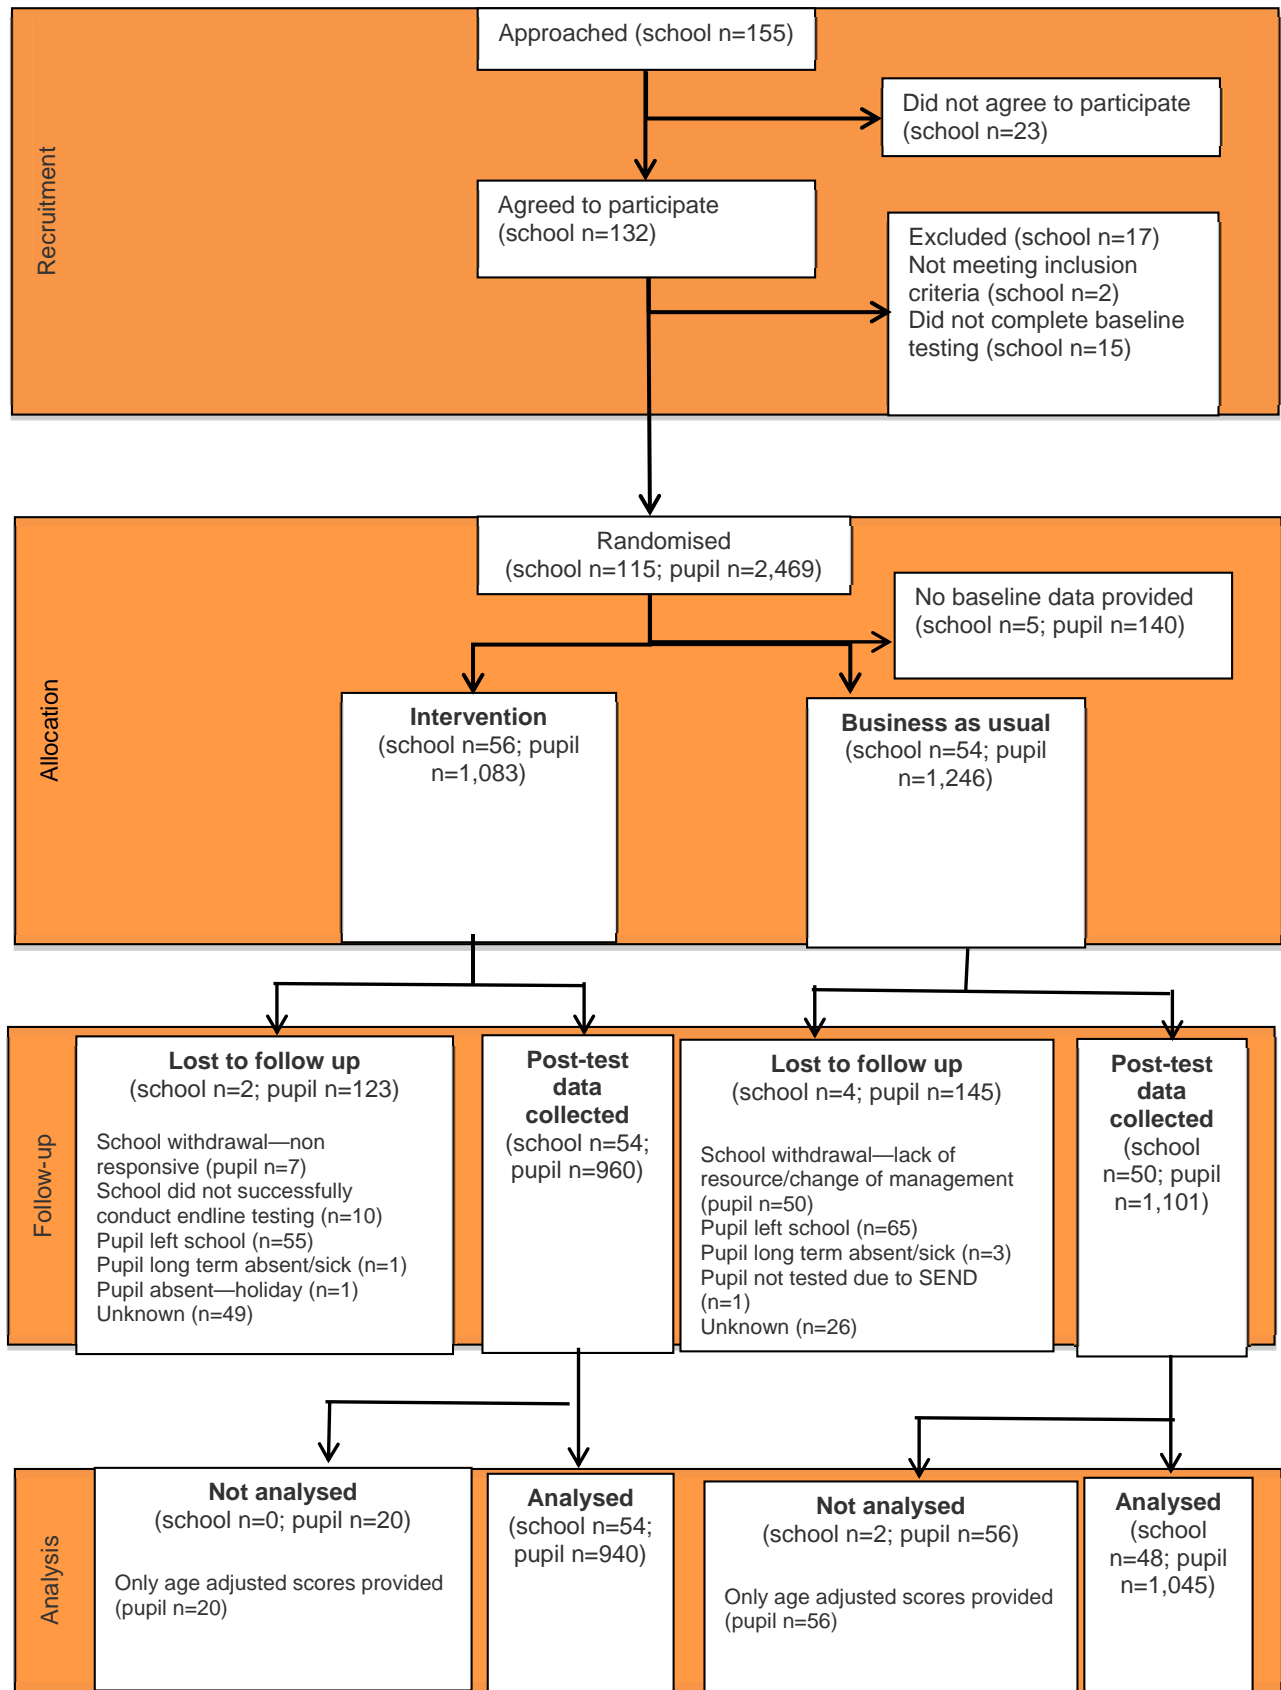 Recruitment
Approached (school n=155)
Did not agree to participate
(school n=23)
Agreed to participate
(school n=132)
Excluded (school n=17)
Not meeting inclusion
criteria (school n=2)
Did not complete baseline
testing (school n=15)
Allocation
Randomised
(school n=115; pupil n=2,469)
No baseline data provided
(school n=5; pupil n=140)
Intervention
(school n=56; pupil
n=1,083)
Business as usual
(school n=54; pupil
n=1,246)
Follow-up
Lost to follow up
(school n=2; pupil n=123)
School withdrawal—non
responsive (pupil n=7)
School did not successfully
conduct endline testing (n=10)
Pupil left school (n=55)
Pupil long term absent/sick (n=1)
Pupil absent—holiday (n=1)
Unknown (n=49)
Post-test
data
collected
(school n=54;
pupil n=960)
Lost to follow up
(school n=4; pupil n=145)
School withdrawal—lack of
resource/change of management
(pupil n=50)
Pupil left school (n=65)
Pupil long term absent/sick (n=3)
Pupil not tested due to SEND
(n=1)
Unknown (n=26)
Post-test
data
collected
(school
n=50; pupil
n=1,101)
Analysis
Not analysed
(school n=0; pupil n=20)
Only age adjusted scores provided
(pupil n=20)
Analysed
(school n=54;
pupil n=940)
Not analysed
(school n=2; pupil n=56)
Only age adjusted scores provided
(pupil n=56)
Analysed
(school
n=48; pupil
n=1,045)